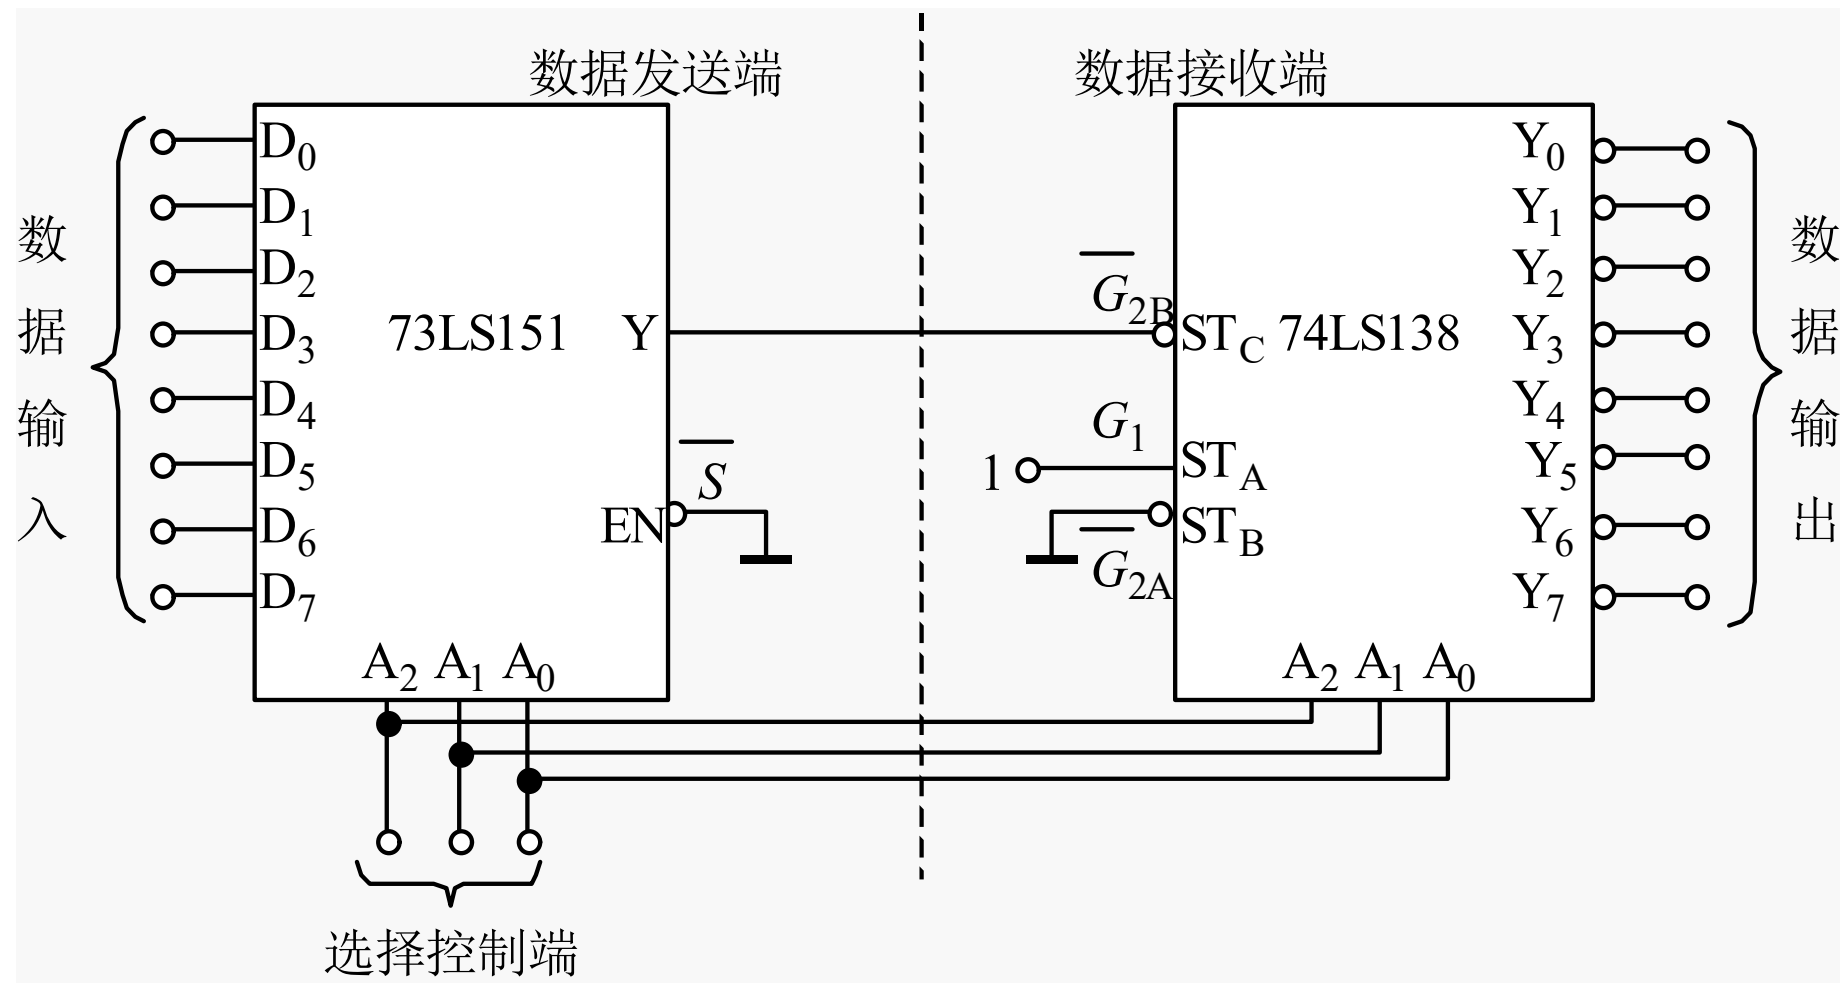 数据发送端
数据接收端
数据输入
D0
D1
D2
D3
D4
D5
D6
D7
73LS151
Y
S̅
EN
A2 A1 A0
选择控制端
G̅2B
STC
G1
1
STA
STB
G̅2A
74LS138
A2 A1 A0
Y0
Y1
Y2
Y3
Y4
Y5
Y6
Y7
数据输出